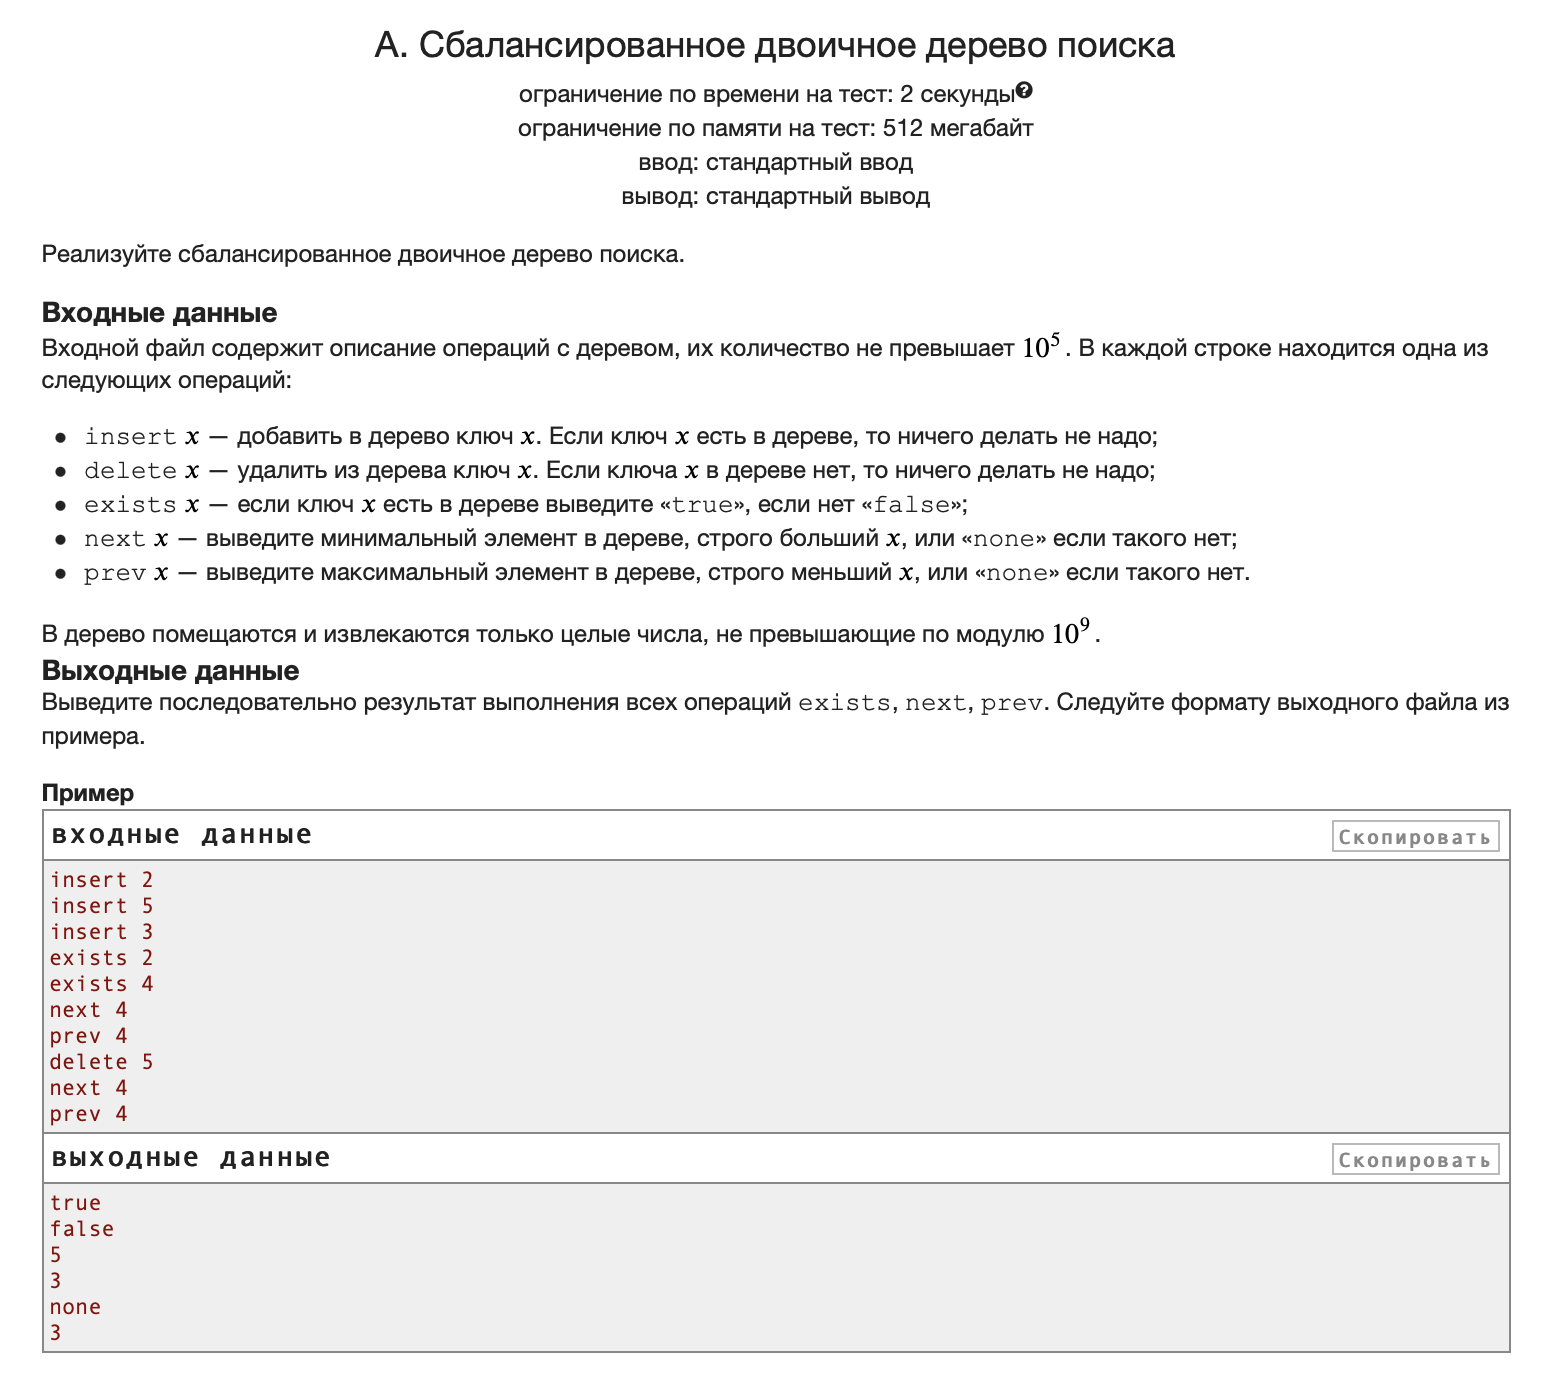 А. Сбалансированное двоичное дерево поиска
ограничение по времени на тест: 2 секунды?
ограничение по памяти на тест: 512 мегабайт
ввод: стандартный ввод
вывод: стандартный вывод
Реализуйте сбалансированное двоичное дерево поиска.
Входные данные
Входной файл содержит описание операций с деревом, их количество не превышает 10⁵. В каждой строке находится одна из
следующих операций:
• insert x — добавить в дерево ключ x. Если ключ x есть в дереве, то ничего делать не надо;
• delete x — удалить из дерева ключ x. Если ключа x в дереве нет, то ничего делать не надо;
• exists x — если ключ x есть в дереве выведите «true», если нет «false»;
• next x — выведите минимальный элемент в дереве, строго больший x, или «none» если такого нет;
• prev x — выведите максимальный элемент в дереве, строго меньший x, или «none» если такого нет.
В дерево помещаются и извлекаются только целые числа, не превышающие по модулю 10⁹.
Выходные данные
Выведите последовательно результат выполнения всех операций exists, next, prev. Следуйте формату выходного файла из
примера.
Пример
входные данные
Скопировать
insert 2
insert 5
insert 3
exists 2
exists 4
next 4
prev 4
delete 5
next 4
prev 4
выходные данные
Скопировать
true
false
5
3
none
3